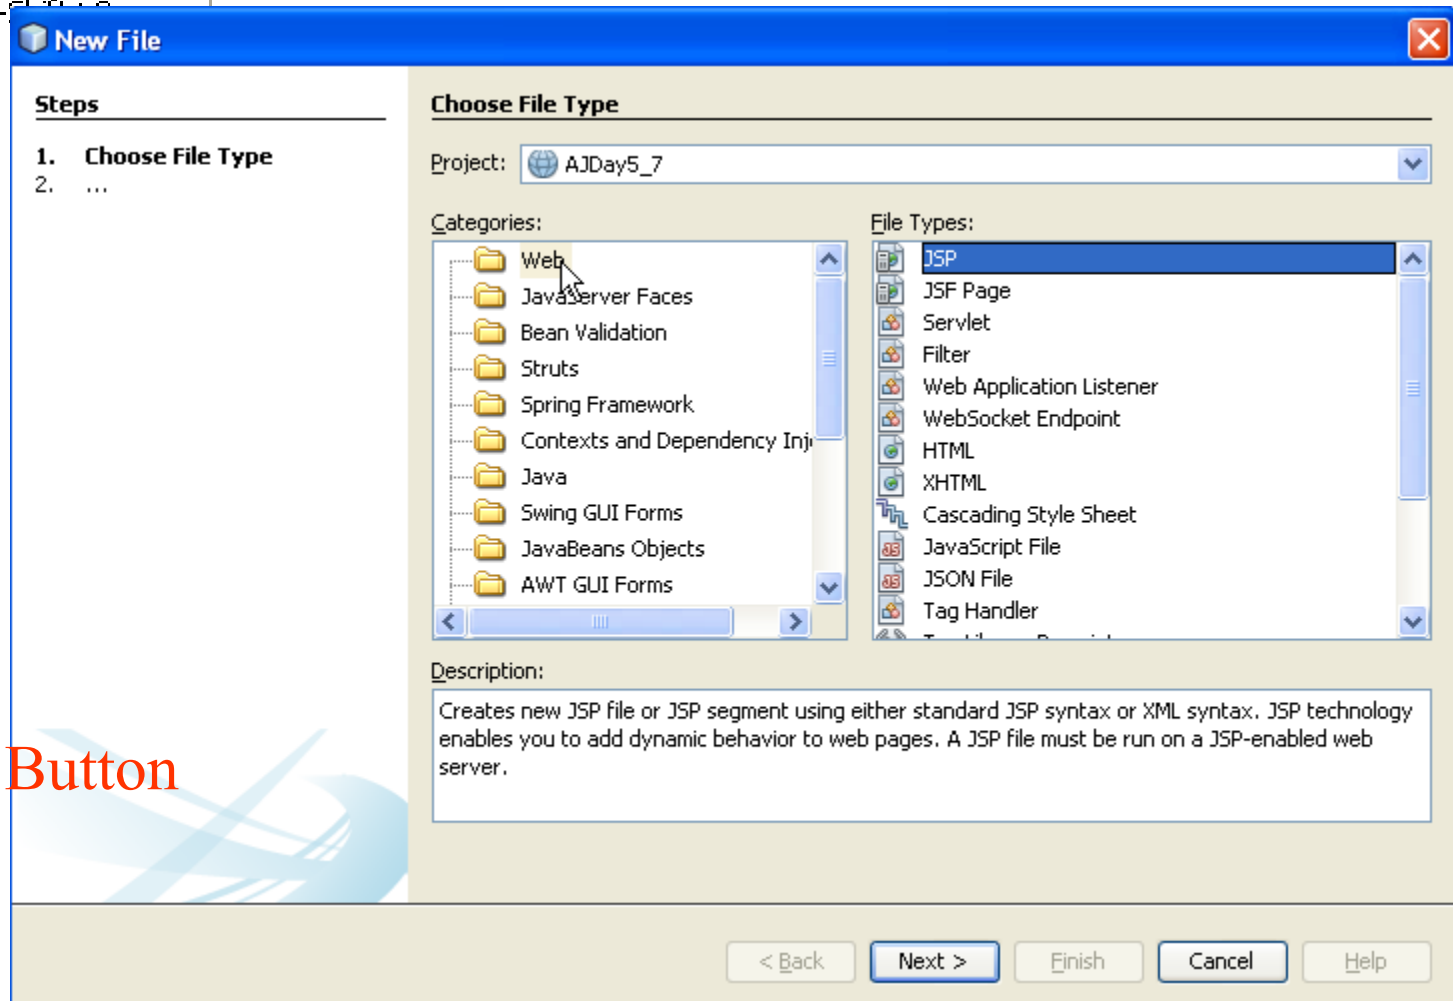 New File
Steps
1. Choose File Type
2. ...
Choose File Type
Project: AJDay5_7
Categories:
Web
JavaServer Faces
Bean Validation
Struts
Spring Framework
Contexts and Dependency Inj
Java
Swing GUI Forms
JavaBeans Objects
AWT GUI Forms
File Types:
JSP
JSF Page
Servlet
Filter
Web Application Listener
WebSocket Endpoint
HTML
XHTML
Cascading Style Sheet
JavaScript File
JSON File
Tag Handler
Description:
Creates new JSP file or JSP segment using either standard JSP syntax or XML syntax. JSP technology
enables you to add dynamic behavior to web pages. A JSP file must be run on a JSP-enabled web
server.
Button
< Back
Next >
Finish
Cancel
Help